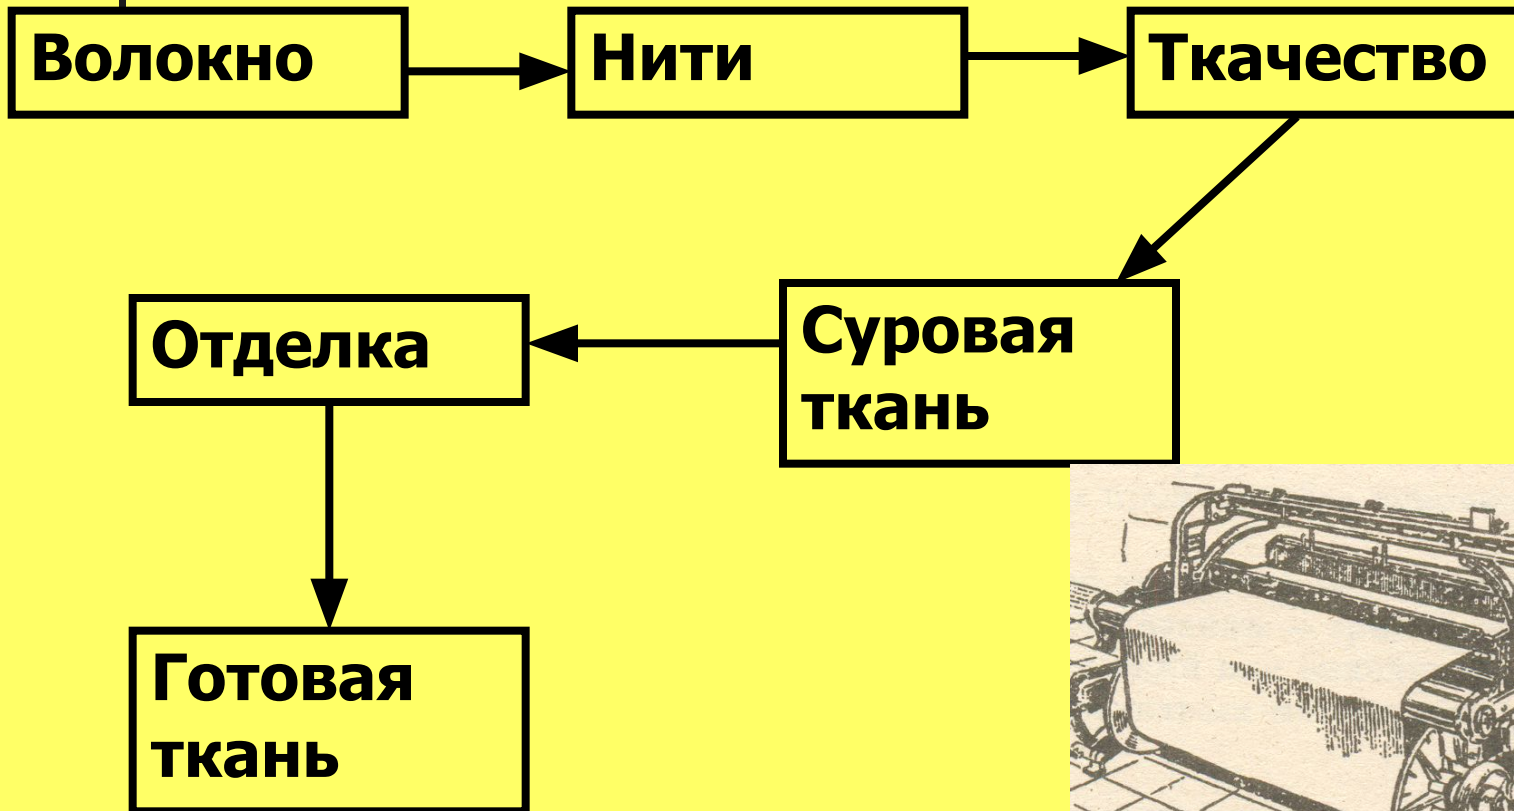 Волокно
Нити
Ткачество
Суровая
ткань
Отделка
Готовая
ткань